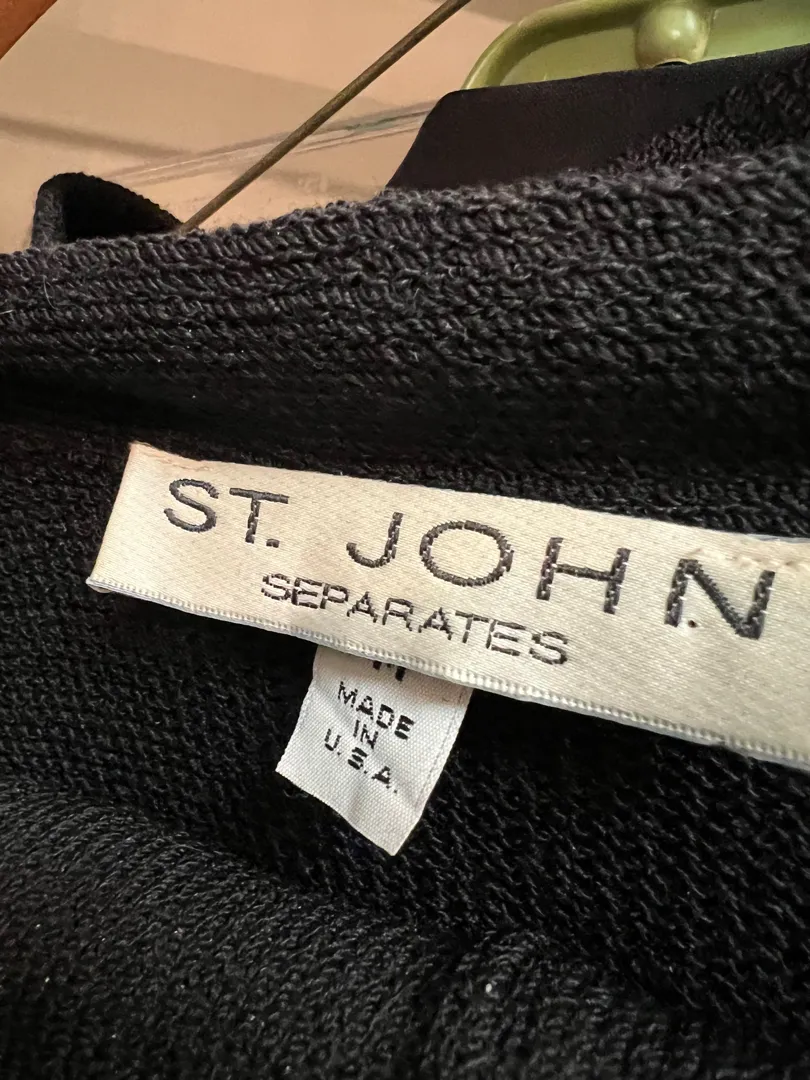 ST. JOHN
SEPARATES
MADE
IN
U.S.A.